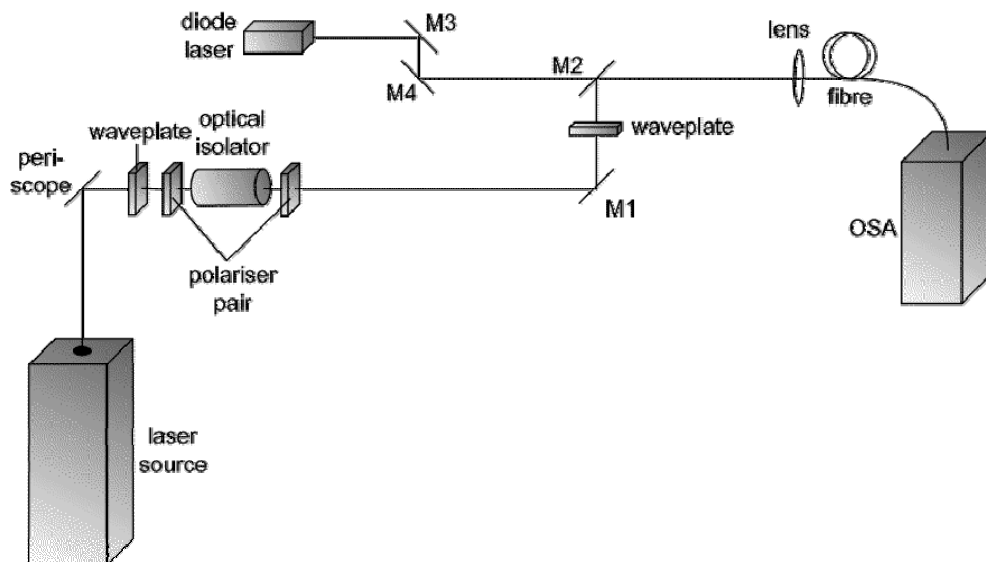 diode
laser
M3
M4
M2
lens
fibre
waveplate
optical
isolator
waveplate
peri-
scope
M1
polariser
pair
OSA
laser
source